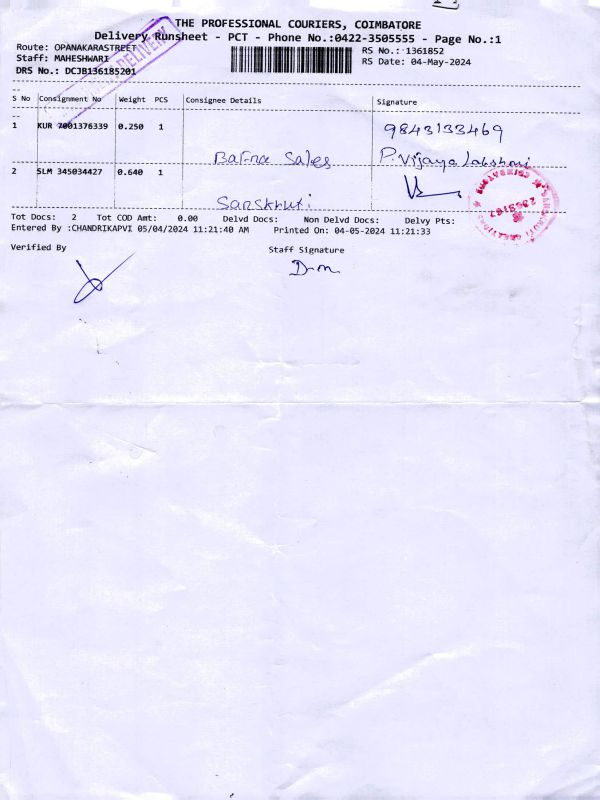 THE PROFESSIONAL COURIERS, COIMBATORE
Delivery Runsheet - PCT - Phone No.:0422-3505555 - Page No.:1
Route: OPANAKARASTREET
RS No.: 1361852
Staff: MAHESHWARI
RS Date: 04-May-2024
DRS No.: DCJB136185201
DELIVERY
S No Consignment No Weight PCS Consignee Details Signature
1 KUR 7001376339 0.250 1
9843133469
Bafna Sales P. Vijaya Lakshmi
2 SLM 345034427 0.640 1
Sanskruti
Tot Docs: 2 Tot COD Amt: 0.00 Delvd Docs: Non Delvd Docs: Delvy Pts:
Entered By :CHANDRIKAPVI 05/04/2024 11:21:40 AM Printed On: 04-05-2024 11:21:33
Verified By Staff Signature